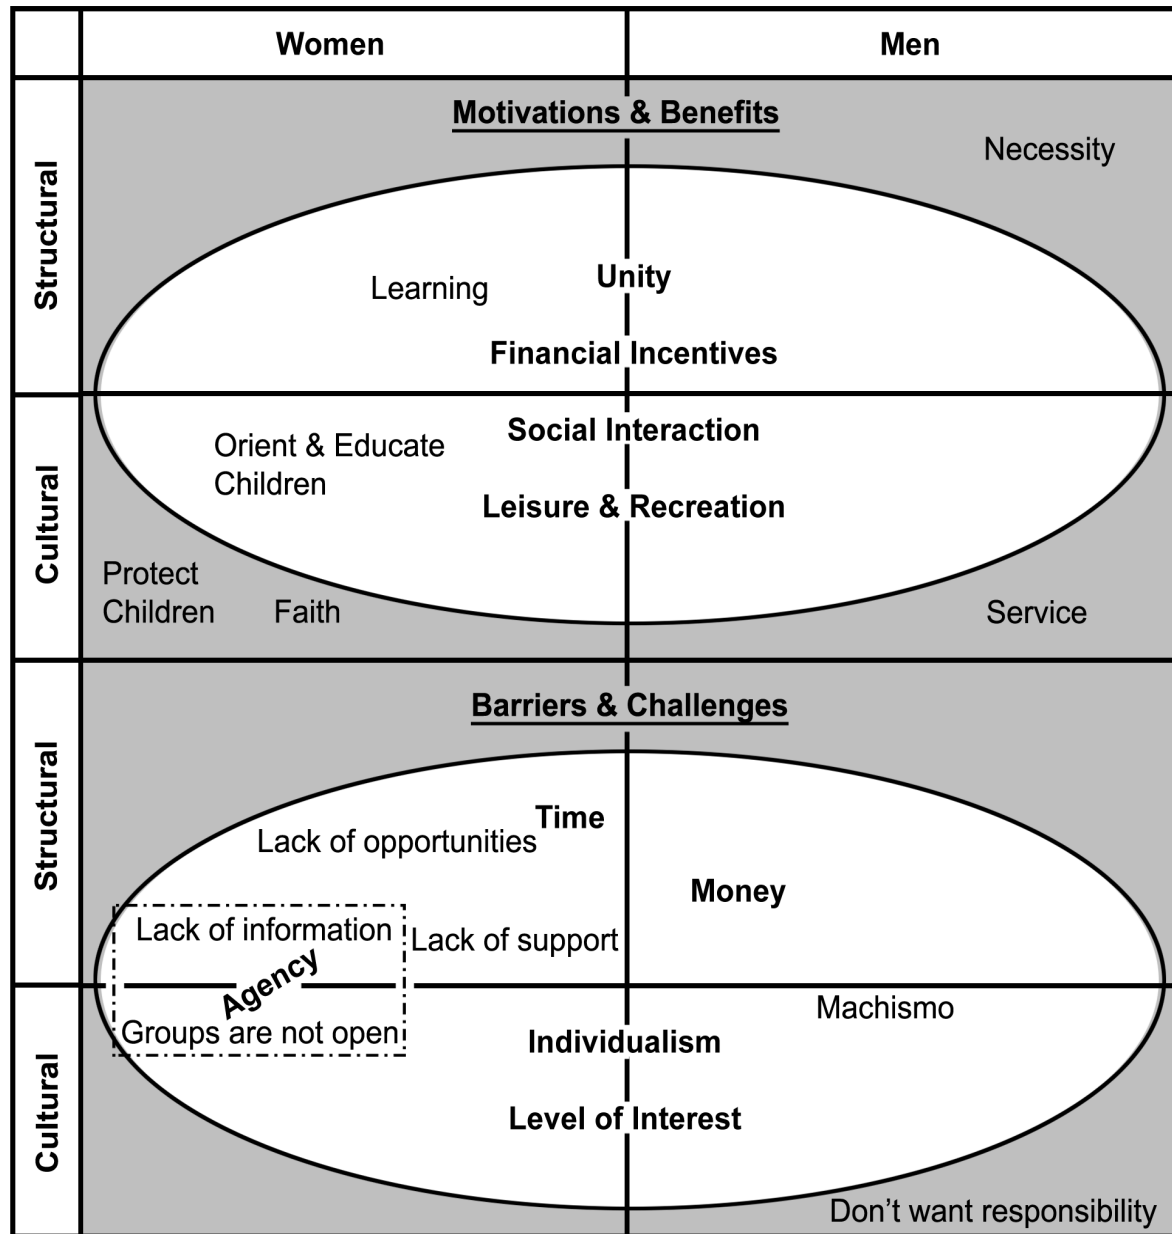 Women
Men
Structural
Motivations & Benefits
Necessity
Unity
Learning
Financial Incentives
Cultural
Social Interaction
Orient & Educate
Children
Leisure & Recreation
Protect
Children
Faith
Service
Structural
Barriers & Challenges
Time
Lack of opportunities
Money
Lack of information
Lack of support
Agency
Cultural
Machismo
Groups are not open
Individualism
Level of Interest
Don’t want responsibility